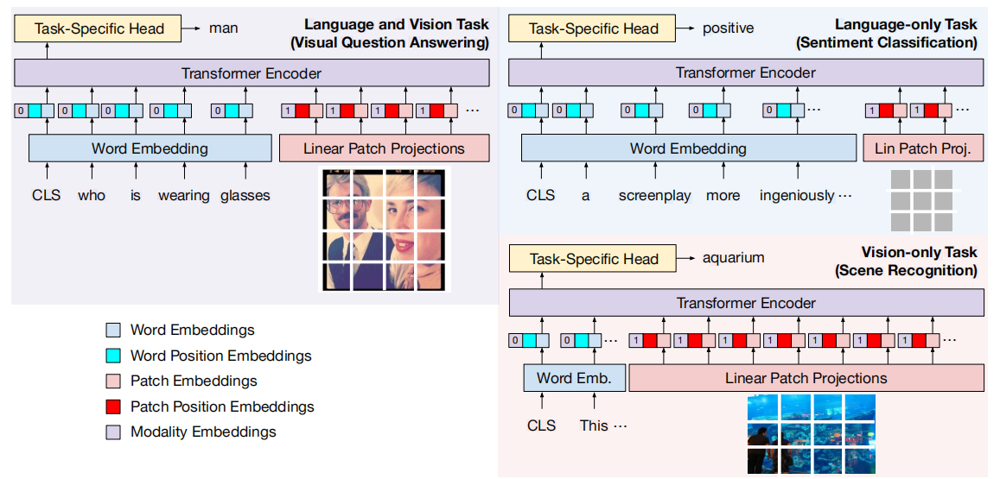 Task-Specific Head
man
Language and Vision Task
(Visual Question Answering)
Transformer Encoder
0 0 0 0 0 1 1 1 1 ...
Word Embedding
Linear Patch Projections
CLS who is wearing glasses
Task-Specific Head
positive
Language-only Task
(Sentiment Classification)
Transformer Encoder
0 0 0 0 0 ... 1 1 ...
Word Embedding
Lin Patch Proj.
CLS a screenplay more ingeniously ...
Task-Specific Head
aquarium
Vision-only Task
(Scene Recognition)
Transformer Encoder
0 0 ... 1 1 1 1 1 1 1 ...
Word Emb.
Linear Patch Projections
CLS This ...
Word Embeddings
Word Position Embeddings
Patch Embeddings
Patch Position Embeddings
Modality Embeddings